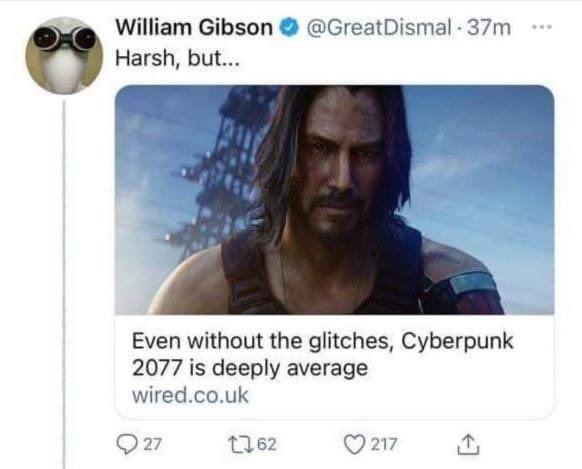 William Gibson @GreatDismal · 37m ...
Harsh, but...
Even without the glitches, Cyberpunk
2077 is deeply average
wired.co.uk
27 62 217